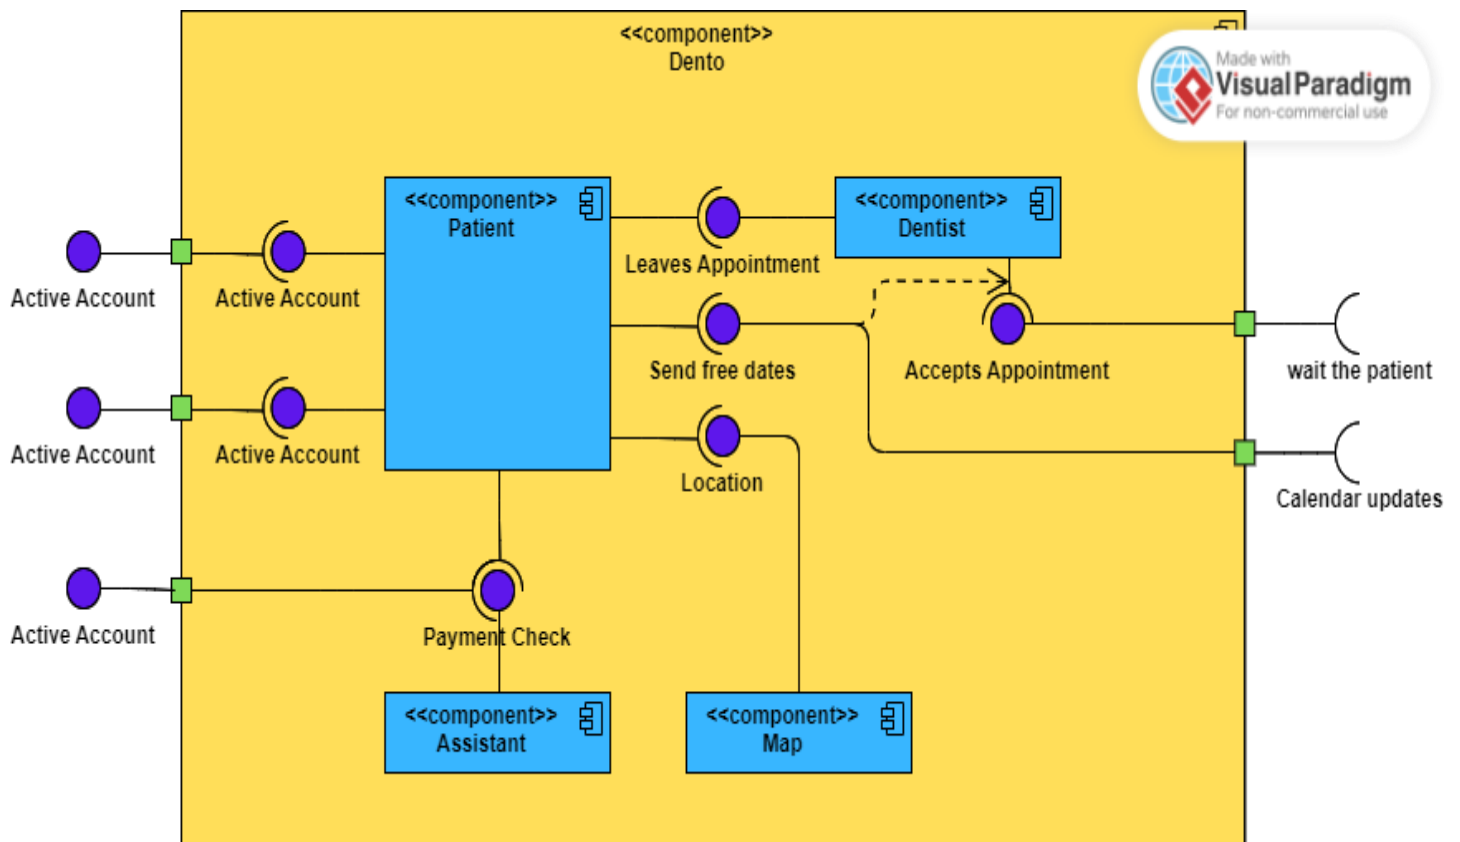 <<component>>
Dento
Made with
Visual Paradigm
For non-commercial use
<<component>>
Patient
<<component>>
Dentist
Leaves Appointment
Active Account
Active Account
Send free dates
Accepts Appointment
wait the patient
Active Account
Active Account
Location
Calendar updates
Active Account
Payment Check
<<component>>
Assistant
<<component>>
Map